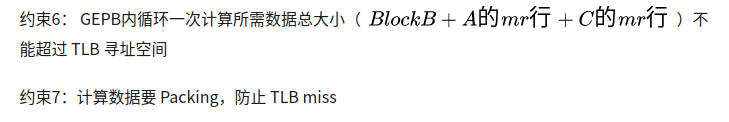 约束6： GEPB内循环一次计算所需数据总大小（ BlockB + A的mr行 + C的mr行 ）不
能超过 TLB 寻址空间
约束7：计算数据要 Packing，防止 TLB miss